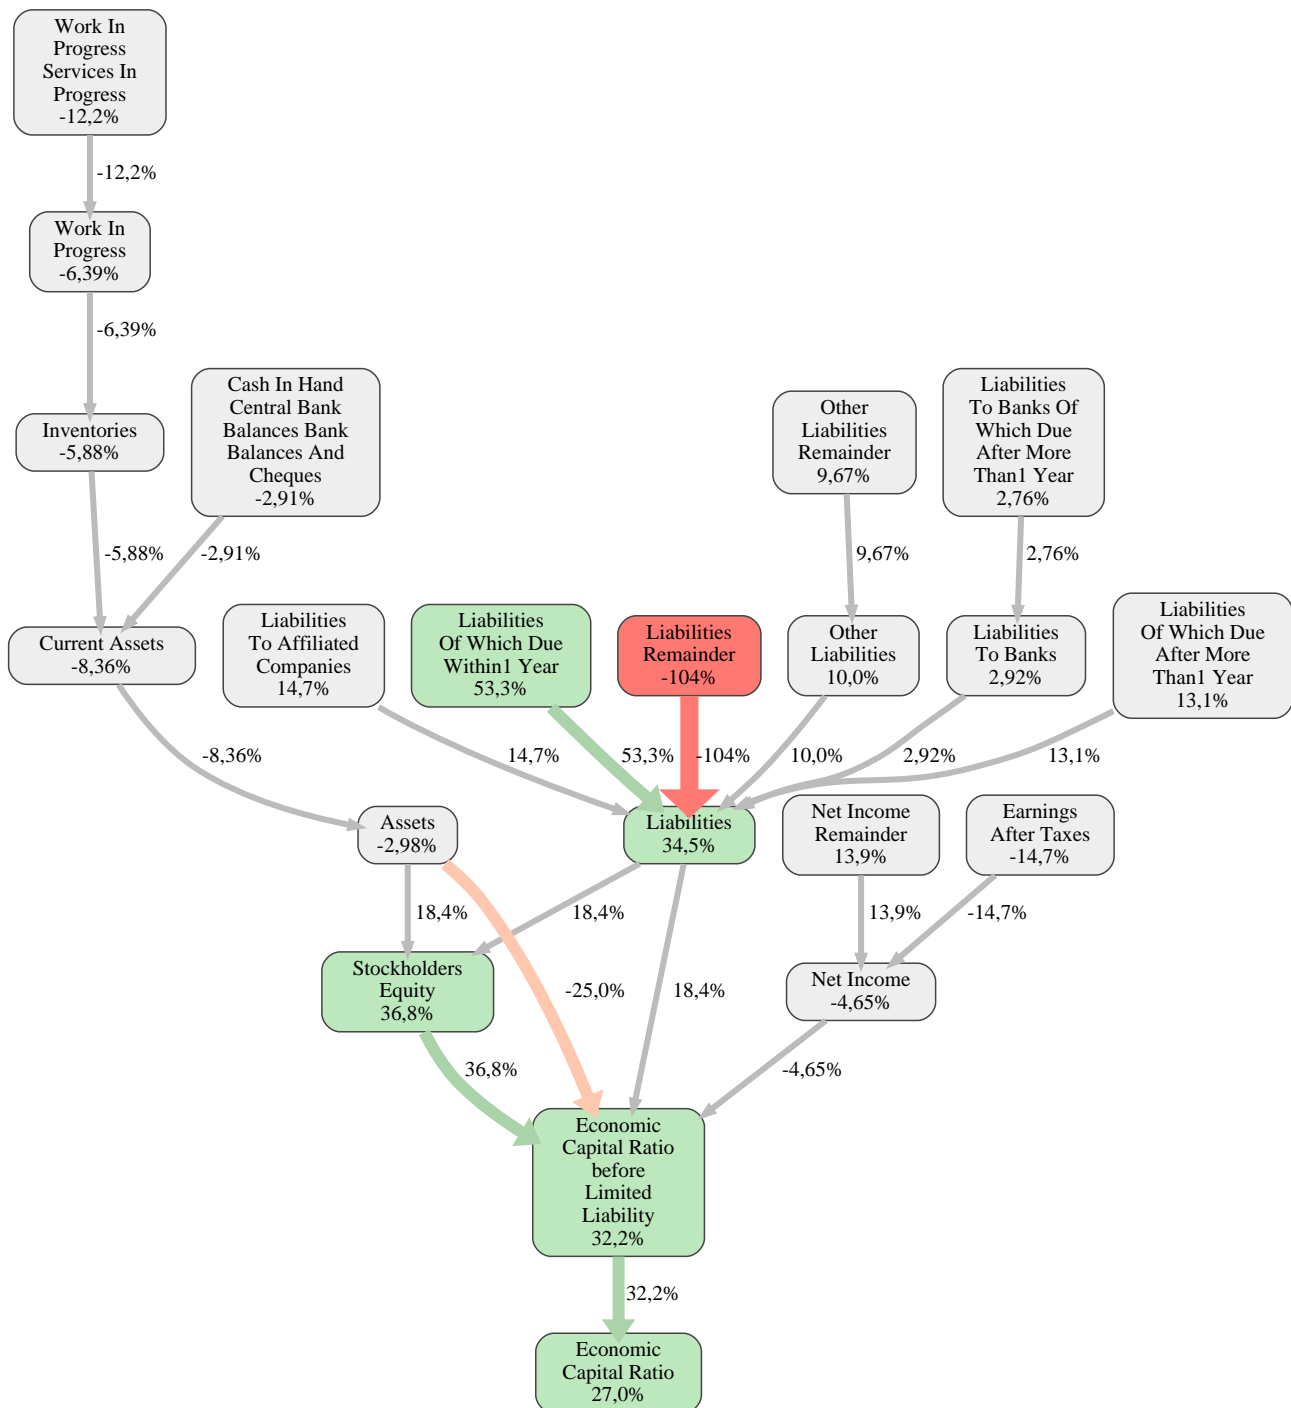 Work In
Progress
Services In
Progress
-12,2%
-12,2%
Work In
Progress
-6,39%
-6,39%
Inventories
-5,88%
Cash In Hand
Central Bank
Balances Bank
Balances And
Cheques
-2,91%
Other
Liabilities
Remainder
9,67%
Liabilities
To Banks Of
Which Due
After More
Than1 Year
2,76%
-5,88%
-2,91%
9,67%
2,76%
Current Assets
-8,36%
Liabilities
To Affiliated
Companies
14,7%
Liabilities
Of Which Due
Within1 Year
53,3%
Liabilities
Remainder
-104%
Other
Liabilities
10,0%
Liabilities
To Banks
2,92%
Liabilities
Of Which Due
After More
Than1 Year
13,1%
-8,36%
14,7%
53,3%
-104%
10,0%
2,92%
13,1%
Assets
-2,98%
Liabilities
34,5%
Net Income
Remainder
13,9%
Earnings
After Taxes
-14,7%
18,4%
18,4%
13,9%
-14,7%
Stockholders
Equity
36,8%
-25,0%
18,4%
Net Income
-4,65%
36,8%
-4,65%
Economic
Capital Ratio
before
Limited
Liability
32,2%
32,2%
Economic
Capital Ratio
27,0%